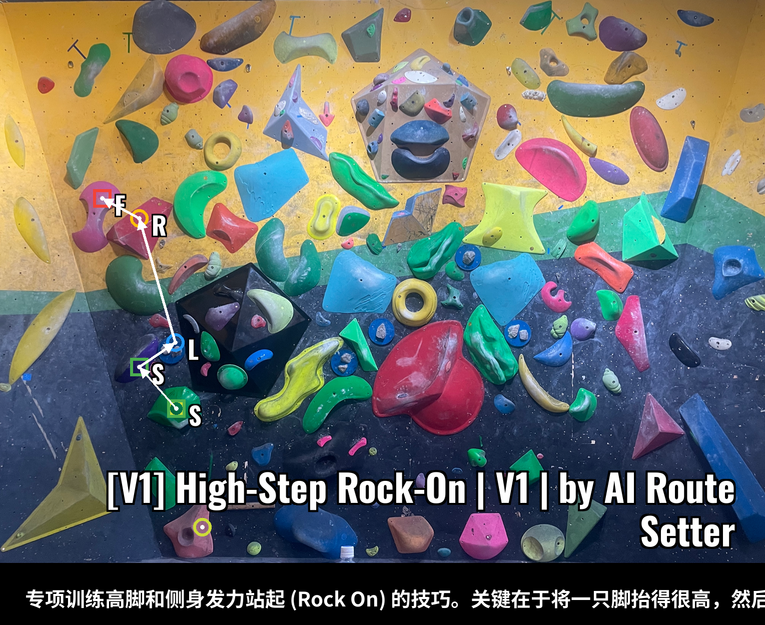 F
R
L
S
S
[V1] High-Step Rock-On | V1 | by AI Route
Setter
专项训练高脚和侧身发力站起 (Rock On) 的技巧。关键在于将一只脚抬得很高，然后